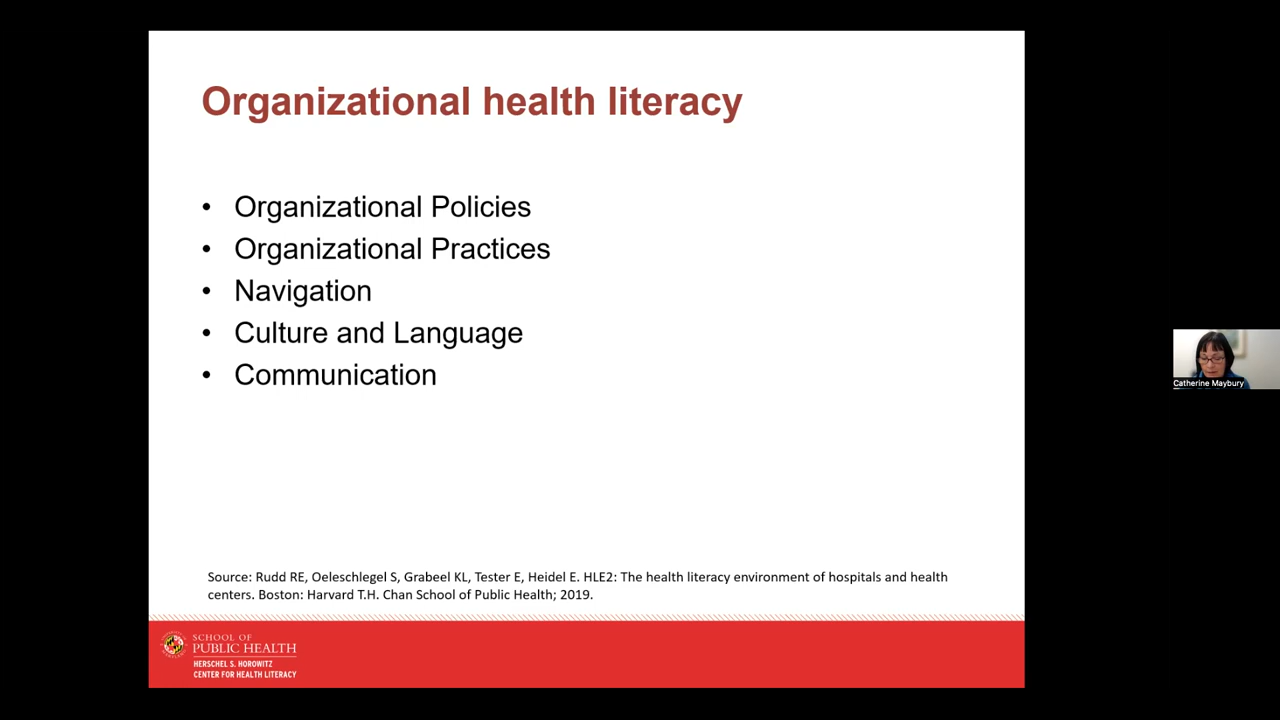 Organizational health literacy
• Organizational Policies
• Organizational Practices
• Navigation
• Culture and Language
• Communication
Source: Rudd RE, Oeleschlegel S, Grabeel KL, Tester E, Heidel E. HLE2: The health literacy environment of hospitals and health
centers. Boston: Harvard T.H. Chan School of Public Health; 2019.
SCHOOL OF
PUBLIC HEALTH
HERSCHEL S. HOROWITZ
CENTER FOR HEALTH LITERACY
Catherine Maybury